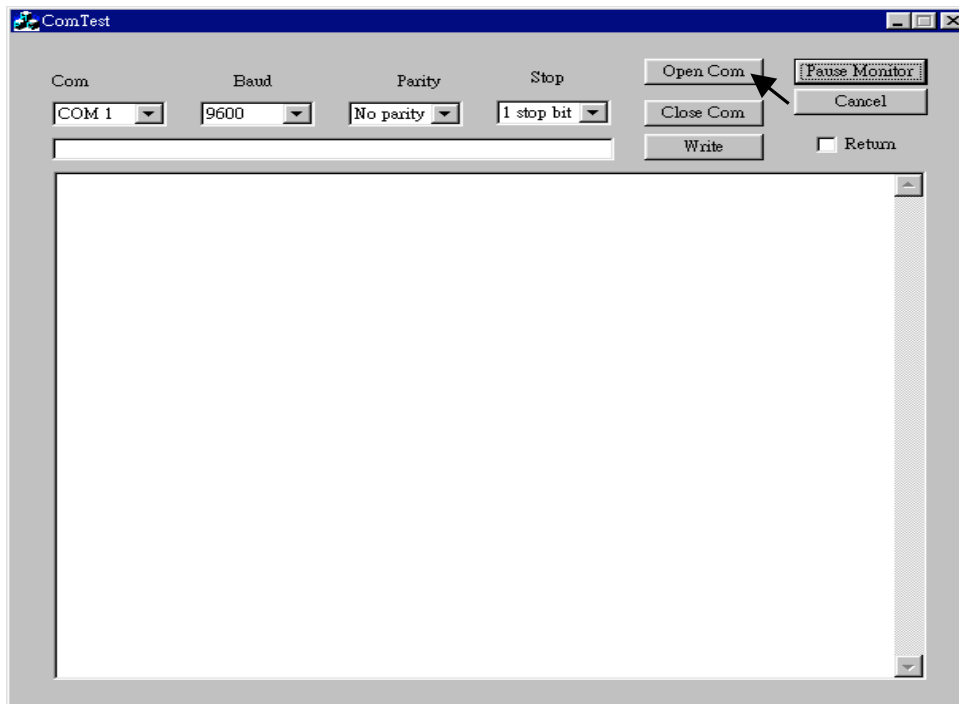 ComTest
Com
Baud
Parity
Stop
Open Com
Pause Monitor
COM 1
9600
No parity
1 stop bit
Close Com
Cancel
Write
Return